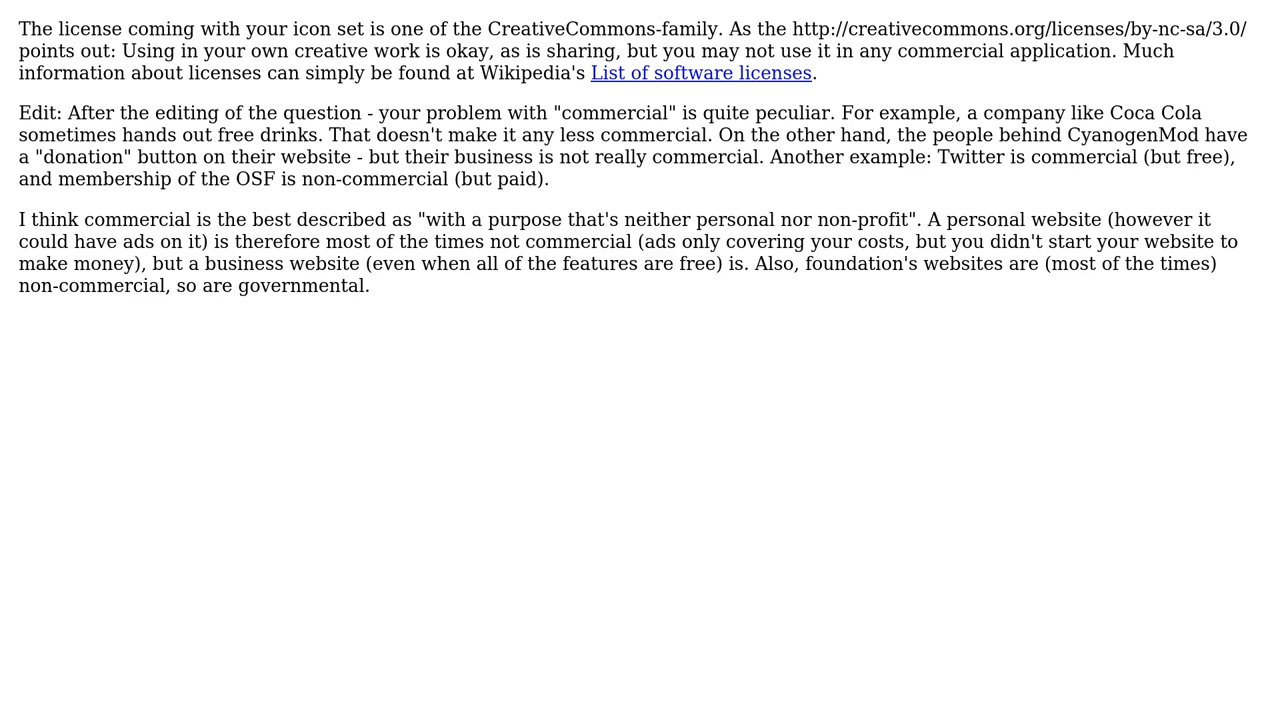 The license coming with your icon set is one of the CreativeCommons-family. As the http://creativecommons.org/licenses/by-nc-sa/3.0/
points out: Using in your own creative work is okay, as is sharing, but you may not use it in any commercial application. Much
information about licenses can simply be found at Wikipedia's List of software licenses.
Edit: After the editing of the question - your problem with "commercial" is quite peculiar. For example, a company like Coca Cola
sometimes hands out free drinks. That doesn't make it any less commercial. On the other hand, the people behind CyanogenMod have
a "donation" button on their website - but their business is not really commercial. Another example: Twitter is commercial (but free),
and membership of the OSF is non-commercial (but paid).
I think commercial is the best described as "with a purpose that's neither personal nor non-profit". A personal website (however it
could have ads on it) is therefore most of the times not commercial (ads only covering your costs, but you didn't start your website to
make money), but a business website (even when all of the features are free) is. Also, foundation's websites are (most of the times)
non-commercial, so are governmental.